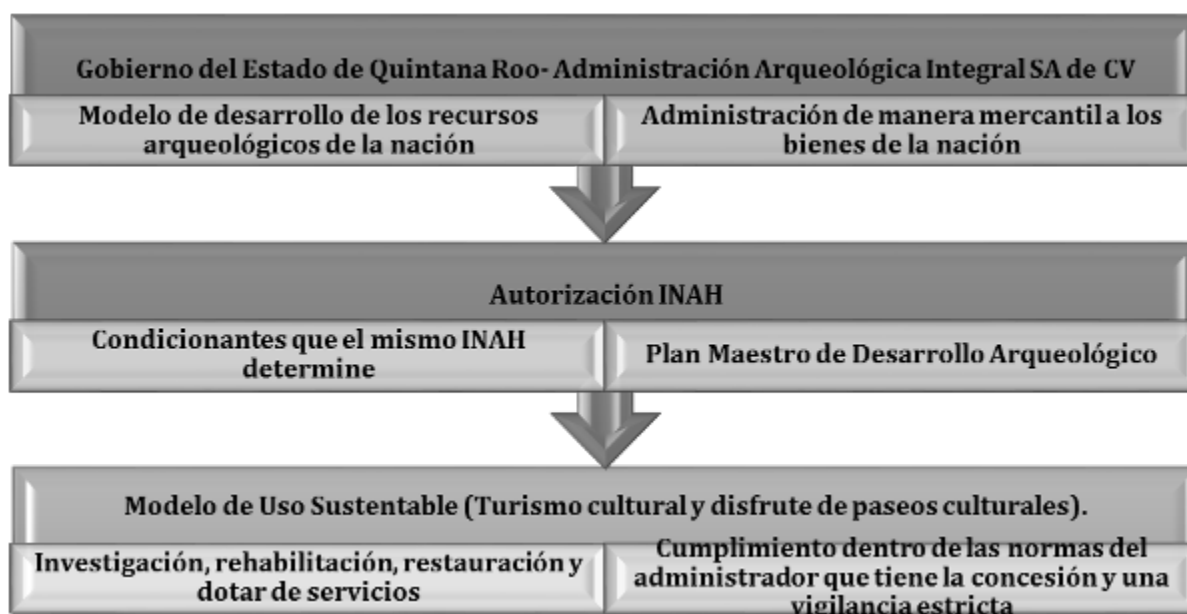 Gobierno del Estado de Quintana Roo- Administración Arqueológica Integral SA de CV
Modelo de desarrollo de los recursos
arqueológicos de la nación
Administración de manera mercantil a los
bienes de la nación
Autorización INAH
Condicionantes que el mismo INAH
determine
Plan Maestro de Desarrollo Arqueológico
Modelo de Uso Sustentable (Turismo cultural y disfrute de paseos culturales).
Investigación, rehabilitación, restauración y
dotar de servicios
Cumplimiento dentro de las normas del
administrador que tiene la concesión y una
vigilancia estricta